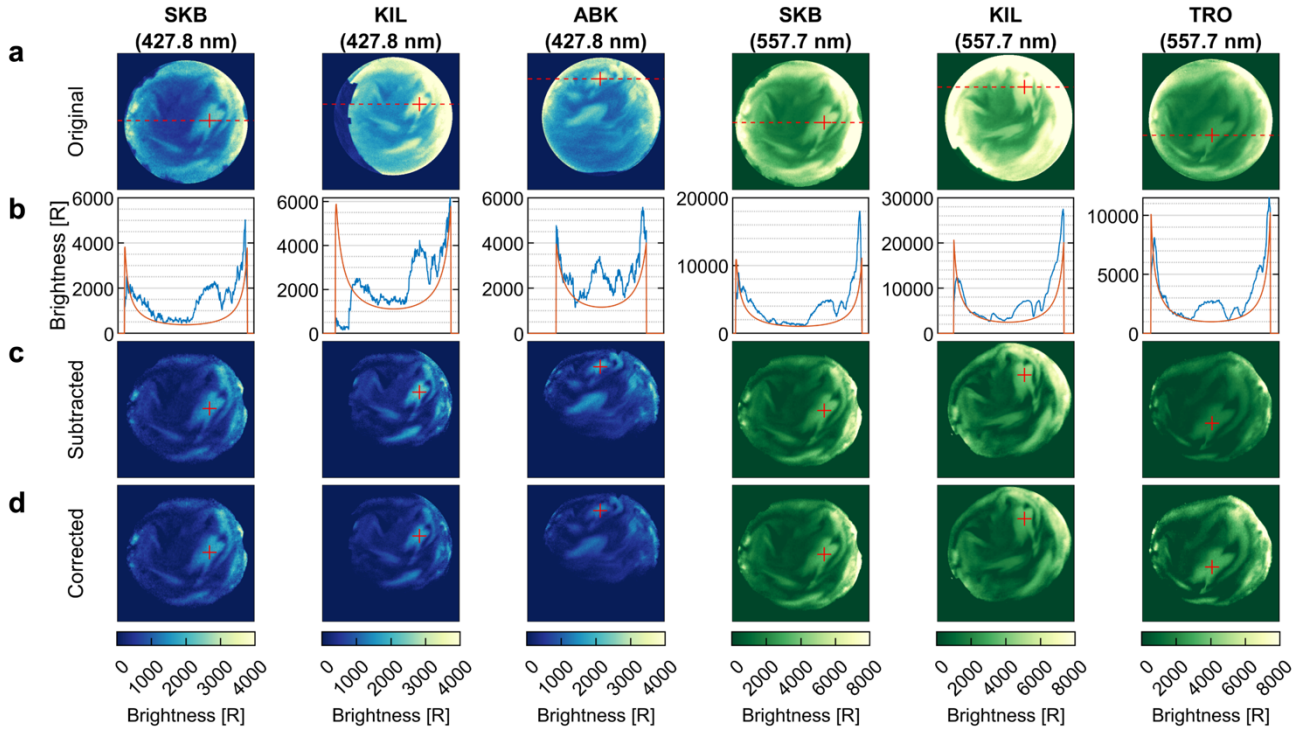 SKB KIL ABK SKB KIL TRO
(427.8 nm) (427.8 nm) (427.8 nm) (557.7 nm) (557.7 nm) (557.7 nm)
a
Original
b
Brightness [R]
6000 6000 6000 20000 30000 10000
4000 4000 4000 10000 20000 5000
2000 2000 2000 0 10000 0
0 0 0 0
c
Subtracted
d
Corrected
0 1000 2000 3000 4000 0 1000 2000 3000 4000 0 1000 2000 3000 4000 0 2000 4000 6000 8000 0 2000 4000 6000 8000 0 2000 4000 6000 8000
Brightness [R] Brightness [R] Brightness [R] Brightness [R] Brightness [R] Brightness [R]